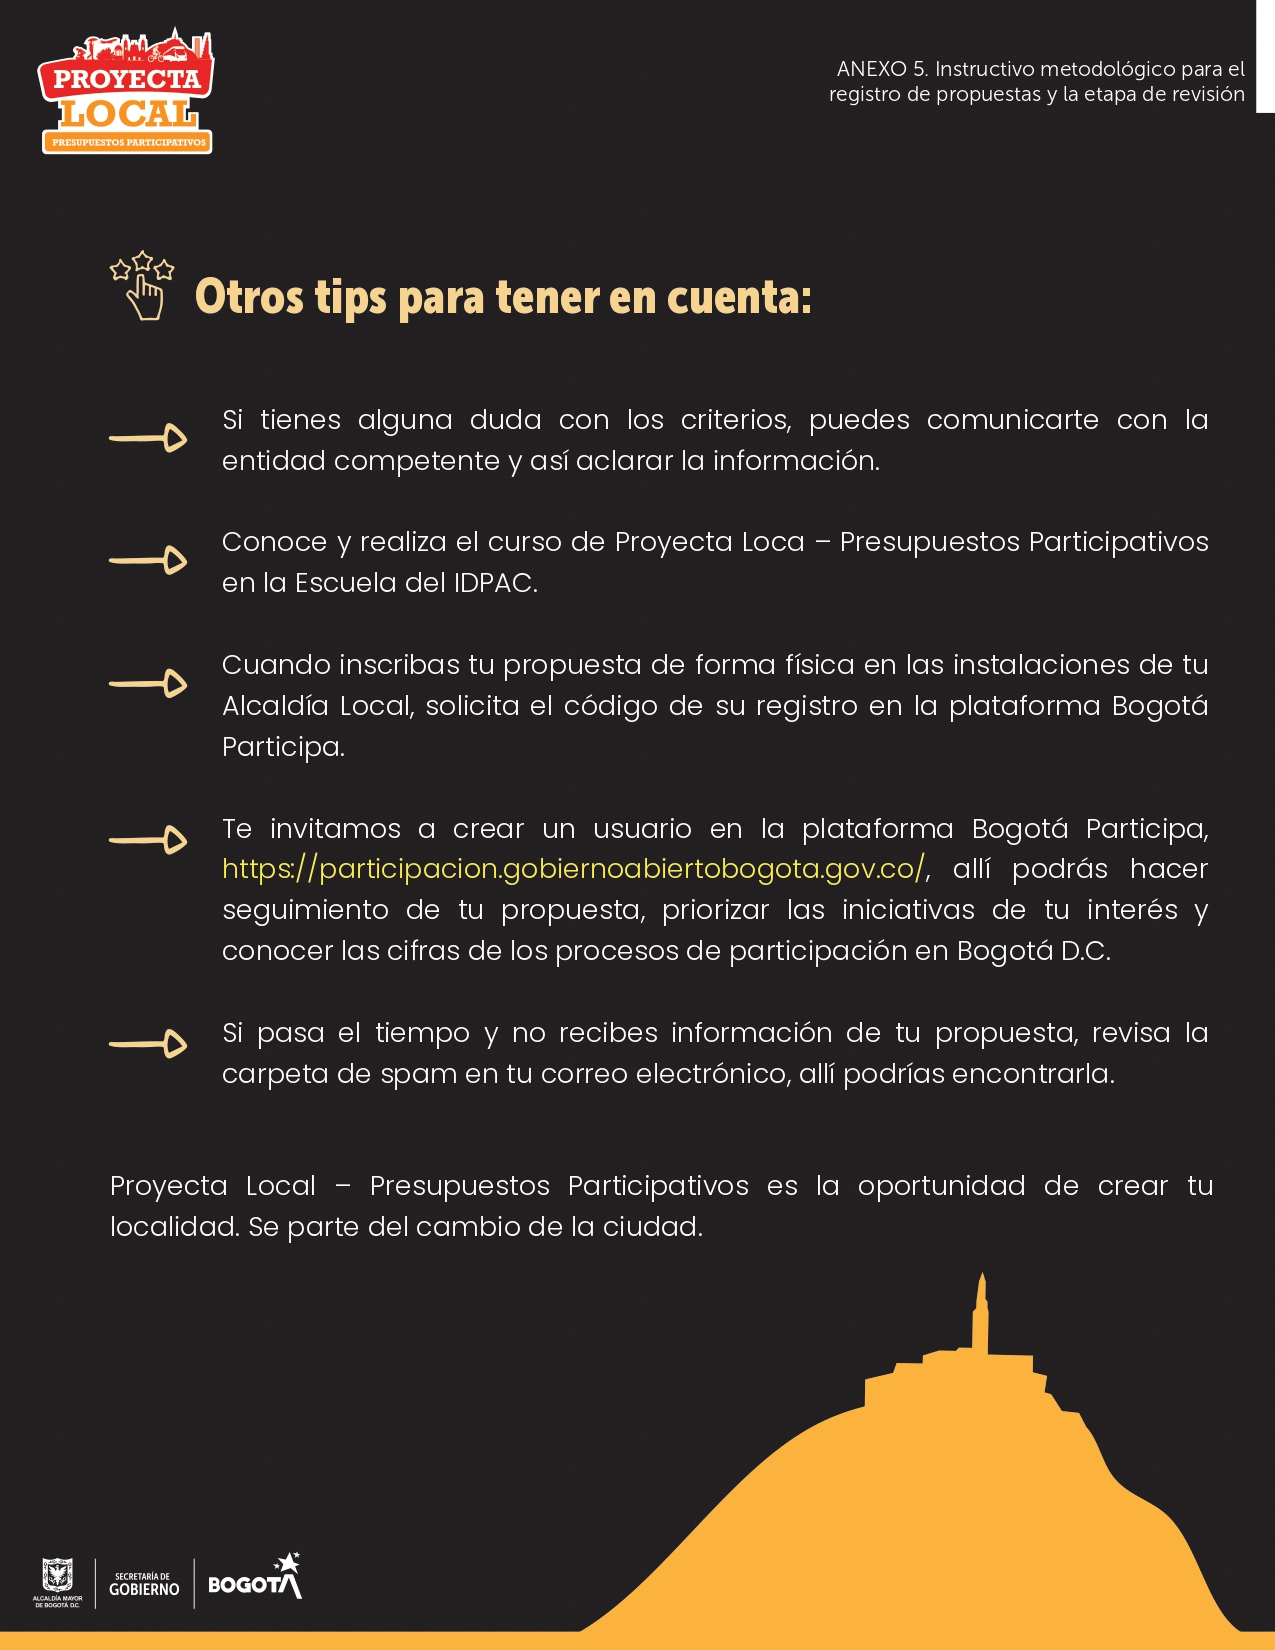 PROYECTA
LOCAL
PRESUPUESTOS PARTICIPATIVOS
ANEXO 5. Instructivo metodológico para el
registro de propuestas y la etapa de revisión
Otros tips para tener en cuenta:
Si tienes alguna duda con los criterios, puedes comunicarte con la
entidad competente y así aclarar la información.
Conoce y realiza el curso de Proyecta Loca – Presupuestos Participativos
en la Escuela del IDPAC.
Cuando inscribas tu propuesta de forma física en las instalaciones de tu
Alcaldía Local, solicita el código de su registro en la plataforma Bogotá
Participa.
Te invitamos a crear un usuario en la plataforma Bogotá Participa,
https://participacion.gobiernoabiertobogota.gov.co/, allí podrás hacer
seguimiento de tu propuesta, priorizar las iniciativas de tu interés y
conocer las cifras de los procesos de participación en Bogotá D.C.
Si pasa el tiempo y no recibes información de tu propuesta, revisa la
carpeta de spam en tu correo electrónico, allí podrías encontrarla.
Proyecta Local – Presupuestos Participativos es la oportunidad de crear tu
localidad. Se parte del cambio de la ciudad.
ALCALDÍA MAYOR
DE BOGOTÁ D.C.
SECRETARÍA DE
GOBIERNO
BOGOTÁ